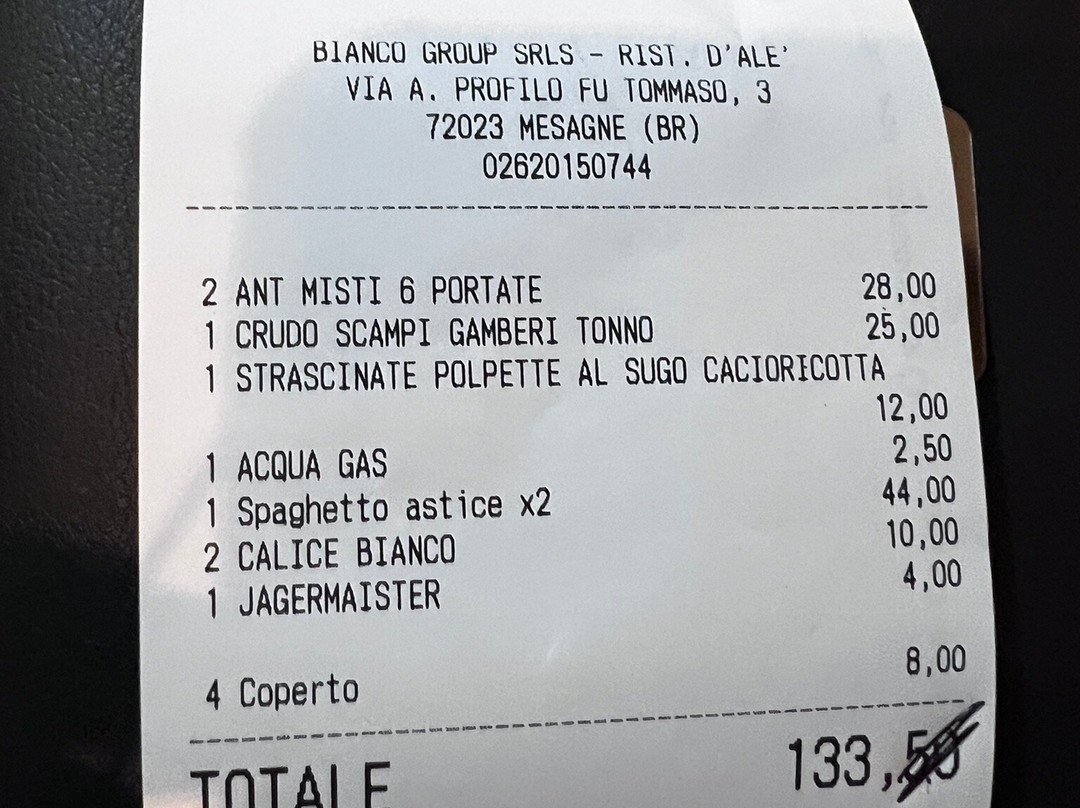 BIANCO GROUP SRLS - RIST. D'ALE'
VIA A. PROFILO FU TOMMASO, 3
72023 MESAGNE (BR)
02620150744
2 ANT MISTI 6 PORTATE 28,00
1 CRUDO SCAMPI GAMBERI TONNO 25,00
1 STRASCINATE POLPETTE AL SUGO CACIORICOTTA
12,00
1 ACQUA GAS 2,50
1 Spaghetto astice x2 44,00
2 CALICE BIANCO 10,00
1 JAGERMAISTER 4,00
4 Coperto 8,00
TOTALE 133,50